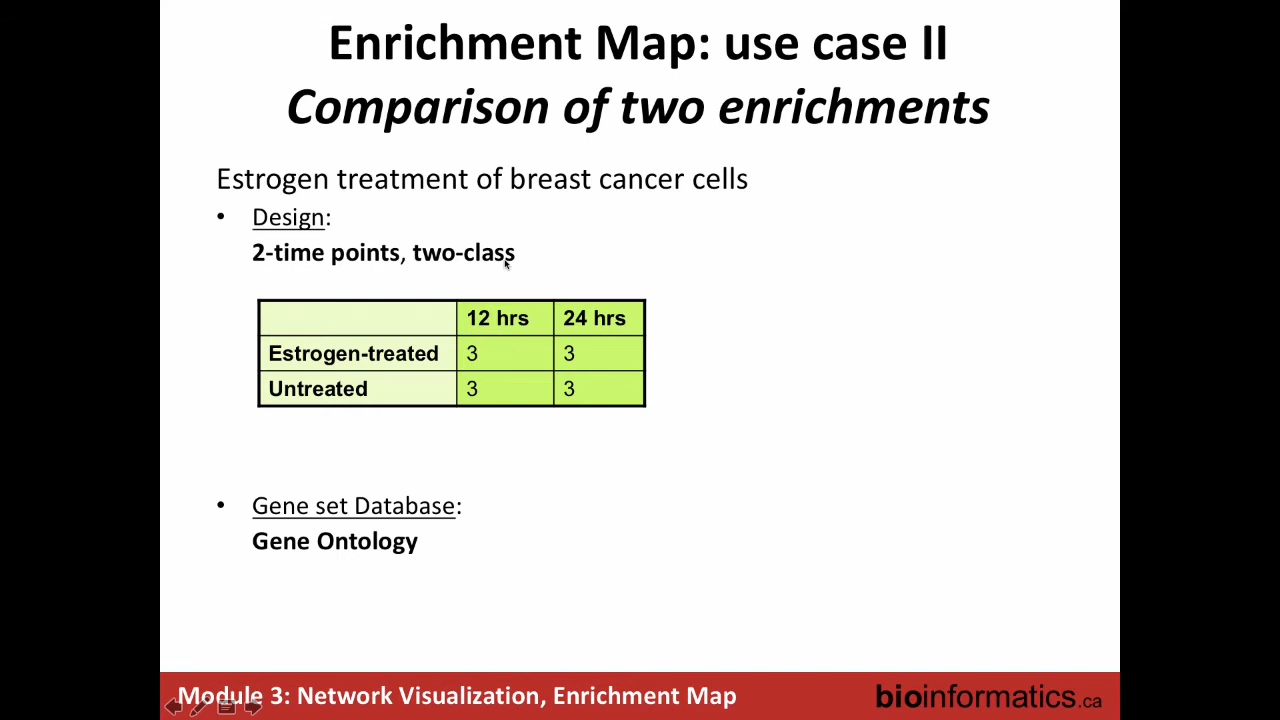 Enrichment Map: use case II
Comparison of two enrichments
Estrogen treatment of breast cancer cells
• Design:
2-time points, two-class
12 hrs 24 hrs
Estrogen-treated 3 3
Untreated 3 3
• Gene set Database:
Gene Ontology
Module 3: Network Visualization, Enrichment Map
bioinformatics.ca